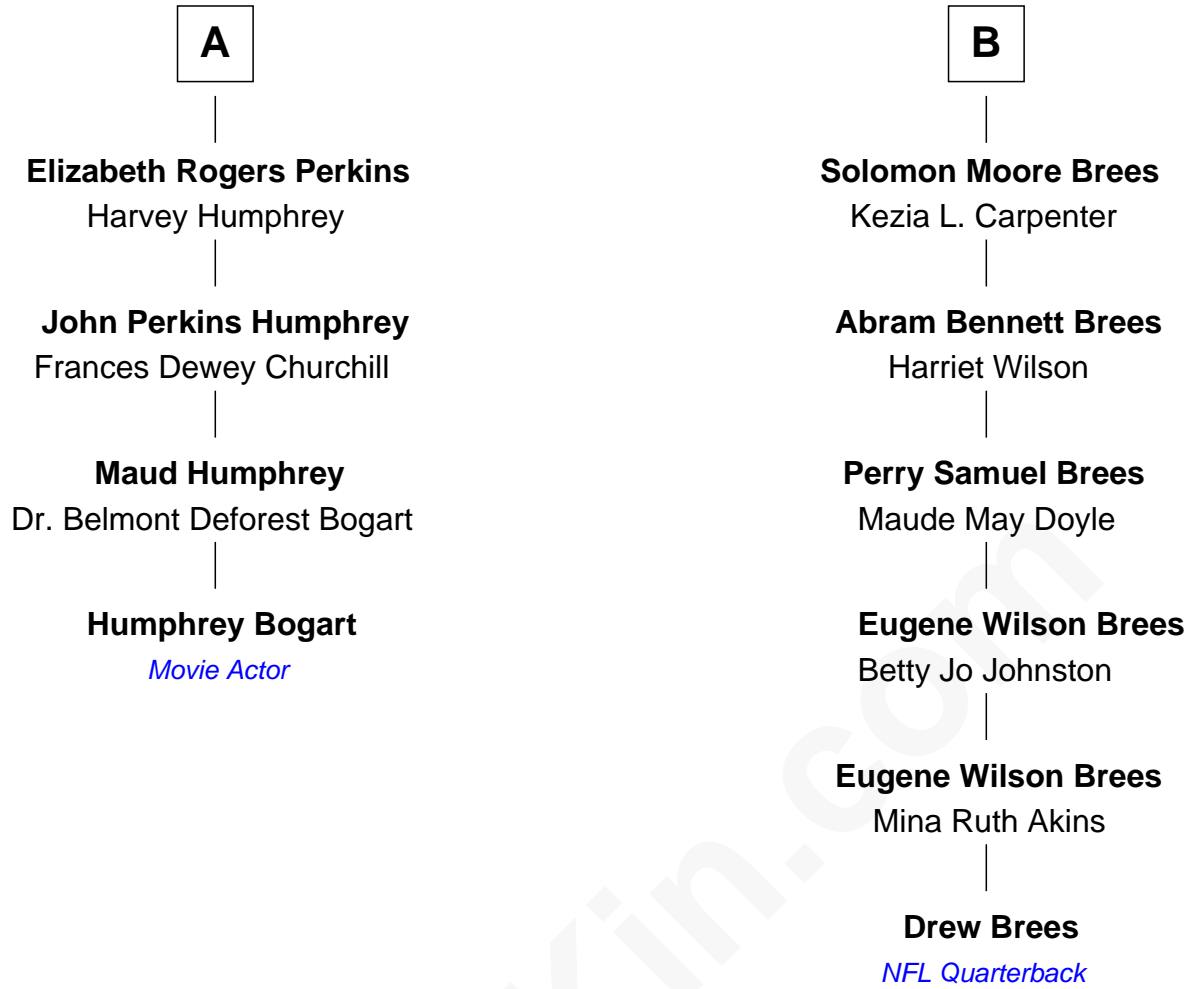 A
Elizabeth Rogers Perkins
Harvey Humphrey
John Perkins Humphrey
Frances Dewey Churchill
Maud Humphrey
Dr. Belmont Deforest Bogart
Humphrey Bogart
Movie Actor
B
Solomon Moore Brees
Kezia L. Carpenter
Abram Bennett Brees
Harriet Wilson
Perry Samuel Brees
Maude May Doyle
Eugene Wilson Brees
Betty Jo Johnston
Eugene Wilson Brees
Mina Ruth Akins
Drew Brees
NFL Quarterback
kin.com